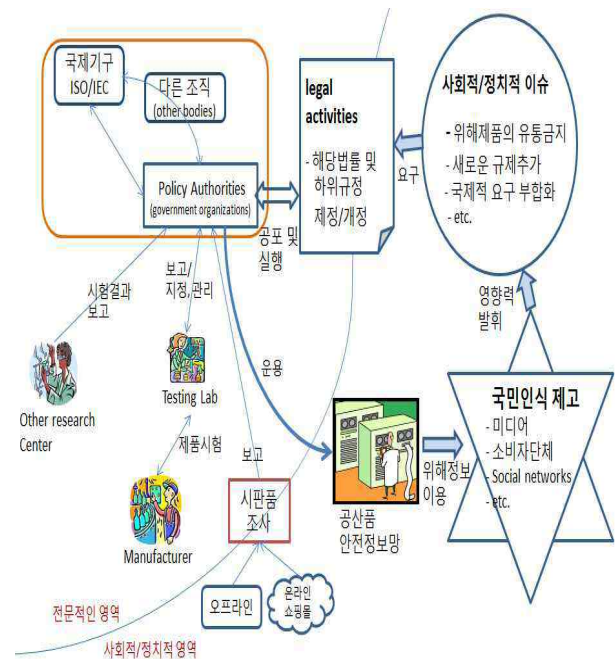 국제기구
ISO/IEC
다른 조직
(other bodies)
Policy Authorities
(government organizations)
legal
activities
- 해당법률 및
하위규정
제정/개정
사회적/정치적 이슈
- 위해제품의 유통금지
- 새로운 규제추가
- 국제적 요구 부합화
- etc.
요구
공포 및
실행
보고/
지정,관리
시험결과
보고
영향력
발휘
운용
Other research
Center
Testing Lab
제품시험
Manufacturer
보고
시판품
조사
오프라인
온라인
쇼핑몰
공산품
안전정보망
위해정보
이용
국민인식 제고
- 미디어
- 소비자단체
- Social networks
- etc.
전문적인 영역
사회적/정치적 영역